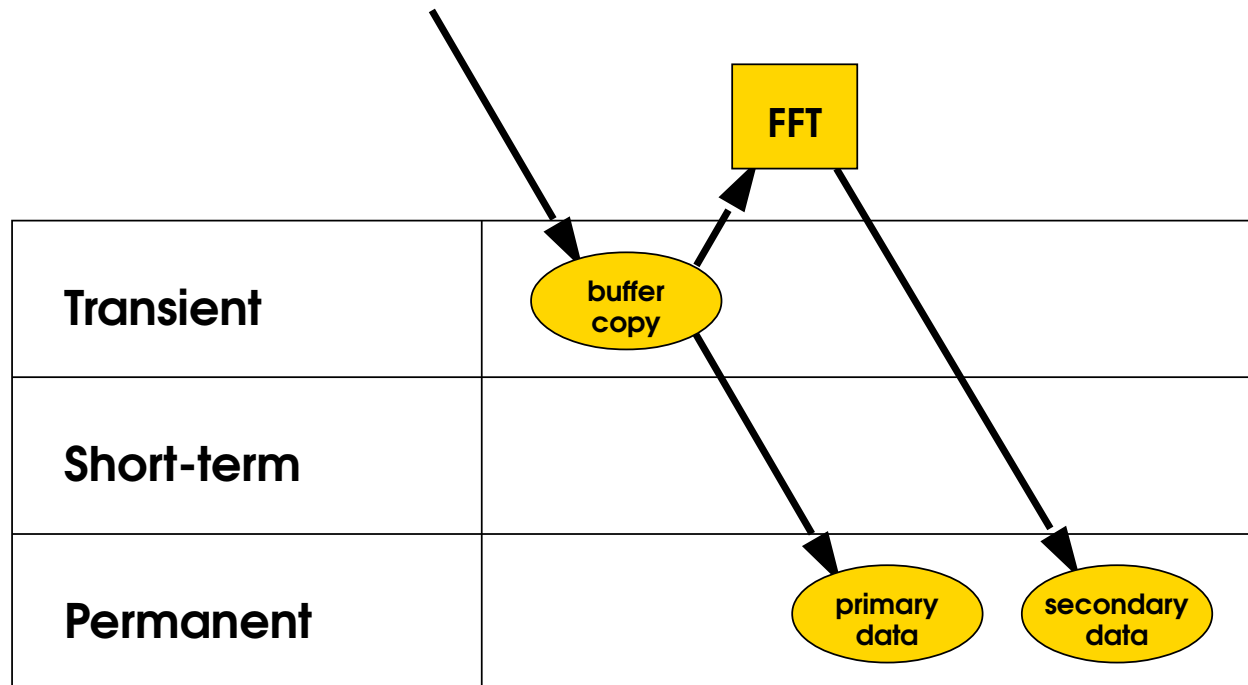 FFT
Transient
buffer
copy
Short-term
Permanent
primary
data
secondary
data